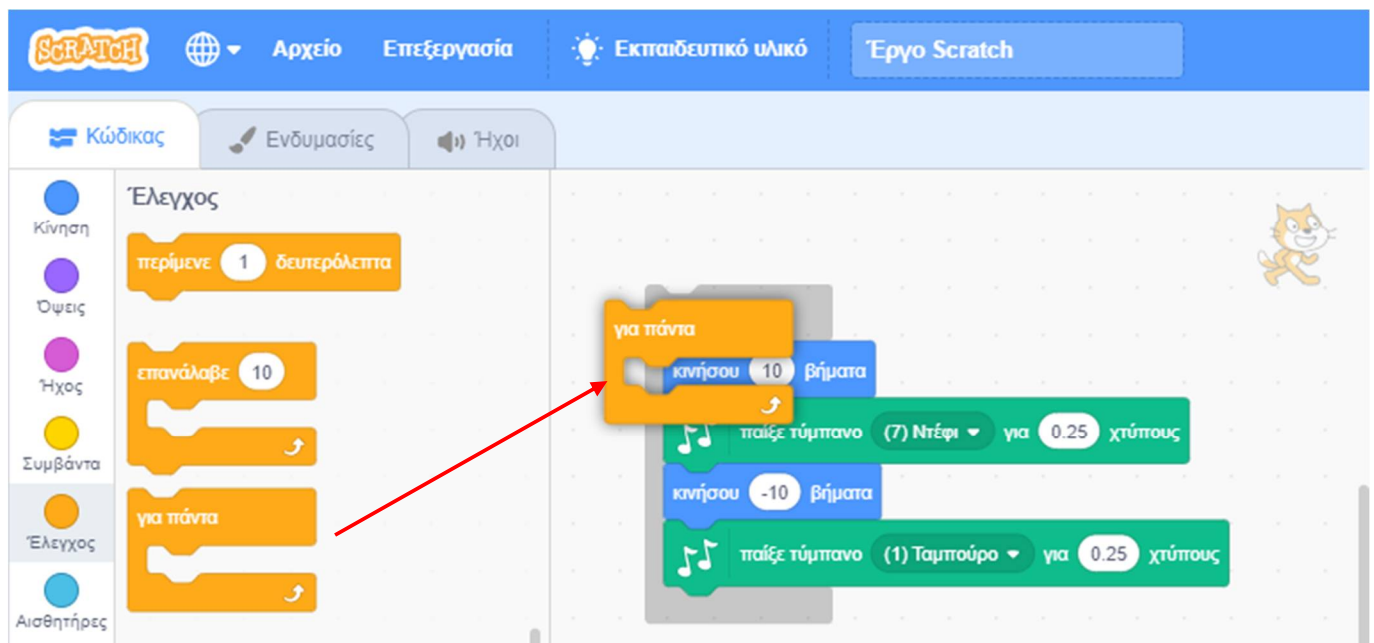 SCRATCH Αρχείο Επεξεργασία Εκπαιδευτικό υλικό Έργο Scratch
Κώδικας Ενδυμασίες Ήχοι
Κίνηση
Όψεις
Ήχος
Συμβάντα
Έλεγχος
Αισθητήρες
Έλεγχος
περίμενε 1 δευτερόλεπτα
επανάλαβε 10
για πάντα
για πάντα
κινήσου 10 βήματα
παίξε τύμπανο (7) Ντέφι για 0.25 χτύπους
κινήσου -10 βήματα
παίξε τύμπανο (1) Ταμπούρο για 0.25 χτύπους